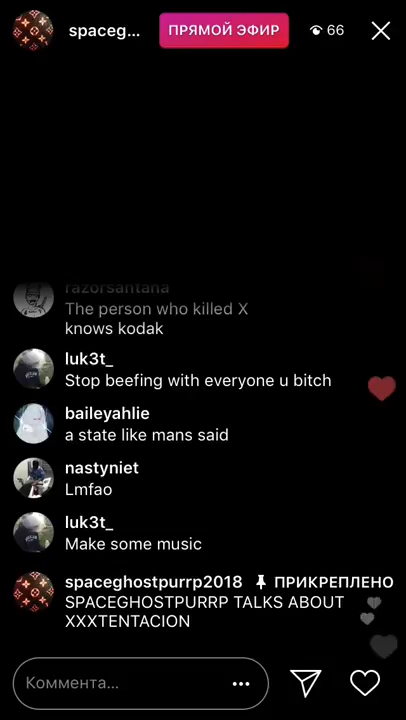 spaceg...
ПРЯМОЙ ЭФИР
66
razorsantana
The person who killed X
knows kodak
luk3t_
Stop beefing with everyone u bitch
baileyahlie
a state like mans said
nastyniet
Lmfao
luk3t_
Make some music
spaceghostpurrp2018 ПРИКРЕПЛЕНО
SPACEGHOSTPURRP TALKS ABOUT
XXXTENTACION
Коммента...